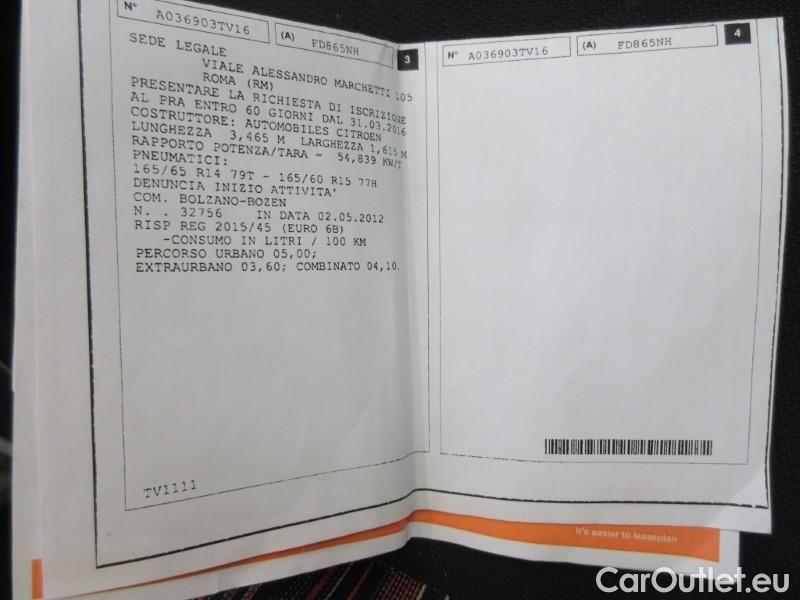 N° A036903TV16 (A) FD865NH 3
SEDE LEGALE
VIALE ALESSANDRO MARCHETTI 105
ROMA (RM)
PRESENTARE LA RICHIESTA DI ISCRIZIONE
AL PRA ENTRO 60 GIORNI DAL 31.03.2016
COSTRUTTORE: AUTOMOBILES CITROEN
LUNGHEZZA 3,465 M LARGHEZZA 1,615 M
RAPPORTO POTENZA/TARA = 54,839 KW/T
PNEUMATICI:
165/65 R14 79T - 165/60 R15 77H
DENUNCIA INIZIO ATTIVITA'
COM. BOLZANO-BOZEN
N. . 32756 IN DATA 02.05.2012
RISP REG 2015/45 (EURO 6B)
-CONSUMO IN LITRI / 100 KM
PERCORSO URBANO 05,00;
EXTRAURBANO 03,60; COMBINATO 04,10.
TV1111
N° A036903TV16 (A) FD865NH 4
It's easier to leaseplan
CarOutlet.eu